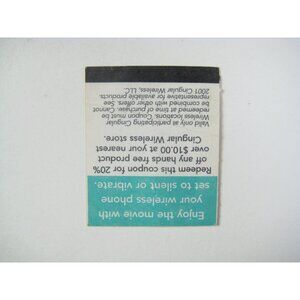 Enjoy the movie with
your wireless phone
set to silent or vibrate.
Redeem this coupon for 20%
off any hands free product
over $10.00 at your nearest
Cingular Wireless store.
Valid at only participating Cingular
Wireless locations. Coupon must be
redeemed at time of purchase. Cannot
be combined with other offers. See
representative for available products.
2001 Cingular Wireless, LLC.